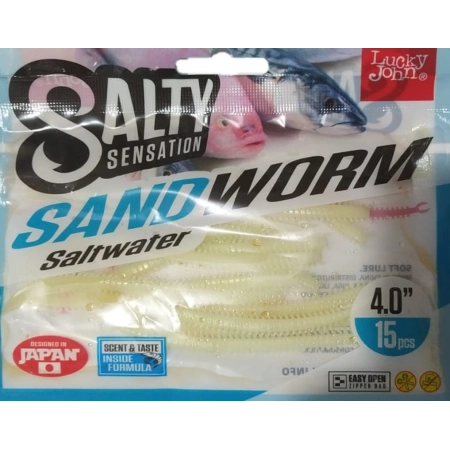 Lucky
John®
SALTY
SENSATION
SANDWORM
Saltwater
SOFT LURE.
4.0”
15pcs
DESIGNED IN
JAPAN
SCENT & TASTE
INSIDE
FORMULA
EASY OPEN
ZIPPER BAG